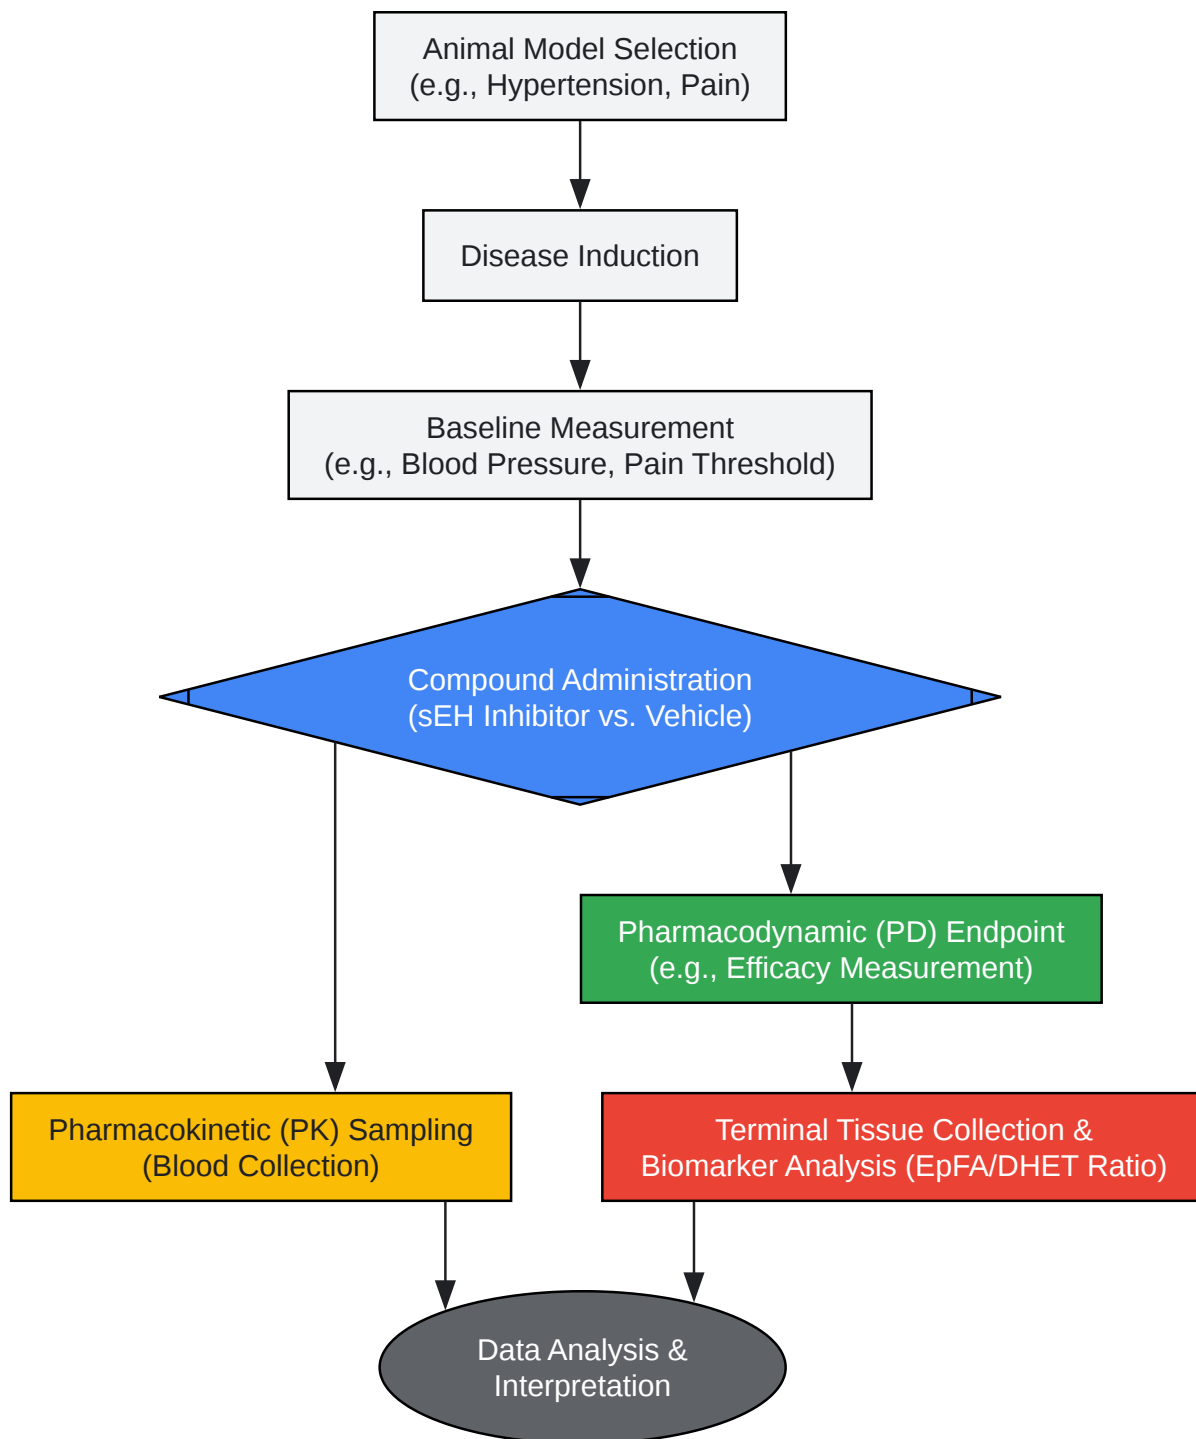 Animal Model Selection
(e.g., Hypertension, Pain)
Disease Induction
Baseline Measurement
(e.g., Blood Pressure, Pain Threshold)
Compound Administration
(sEH Inhibitor vs. Vehicle)
Pharmacodynamic (PD) Endpoint
(e.g., Efficacy Measurement)
Pharmacokinetic (PK) Sampling
(Blood Collection)
Terminal Tissue Collection &
Biomarker Analysis (EpFA/DHET Ratio)
Data Analysis &
Interpretation